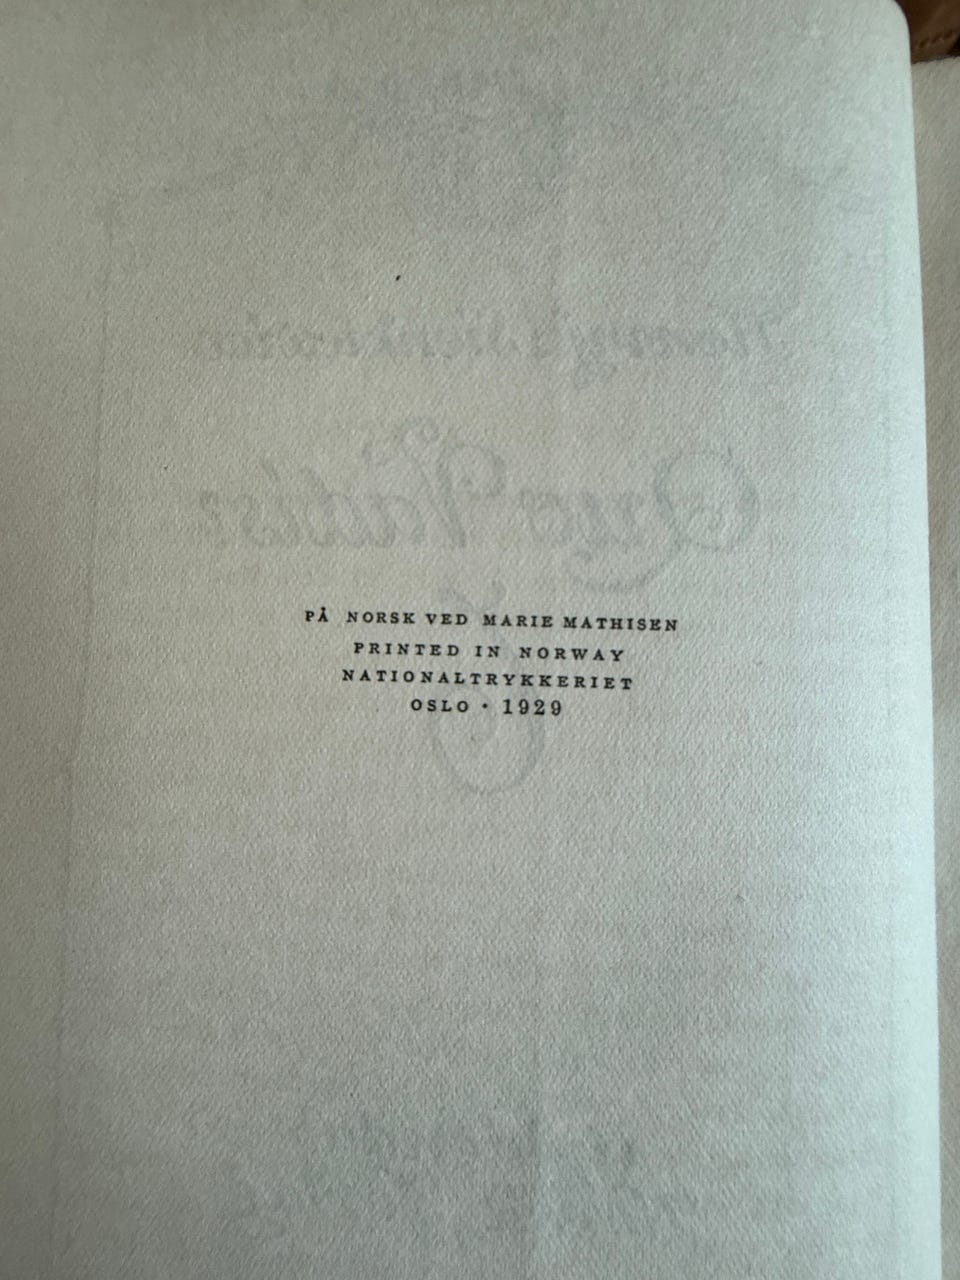 PÅ NORSK VED MARIE MATHISEN
PRINTED IN NORWAY
NATIONALTRYKKERIET
OSLO • 1929